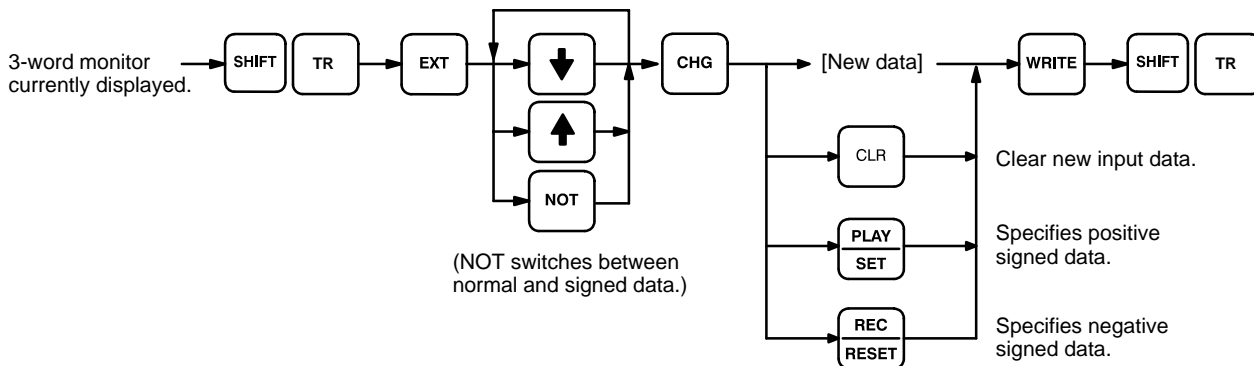 3-word monitor
currently displayed.
SHIFT
TR
EXT
CHG
[New data]
WRITE
SHIFT
TR
CLR
Clear new input data.
NOT
PLAY
SET
Specifies positive
signed data.
(NOT switches between
normal and signed data.)
REC
RESET
Specifies negative
signed data.